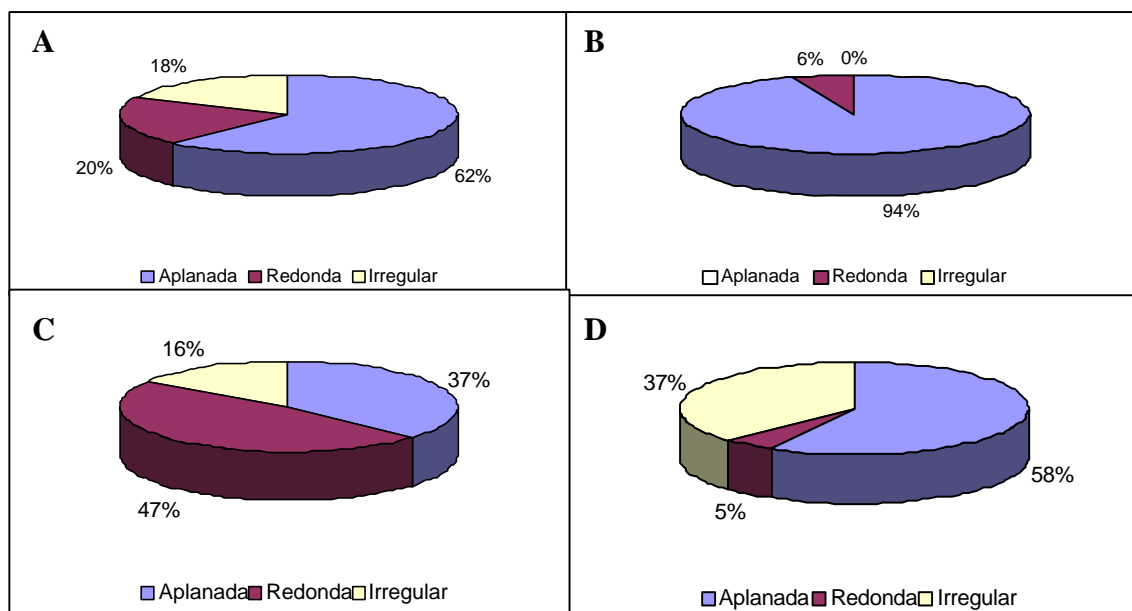 A
18%
20%
62%
Aplanada Redonda Irregular
B
6% 0%
94%
Aplanada Redonda Irregular
C
16%
37%
47%
Aplanada Redonda Irregular
D
37%
58%
5%
Aplanada Redonda Irregular